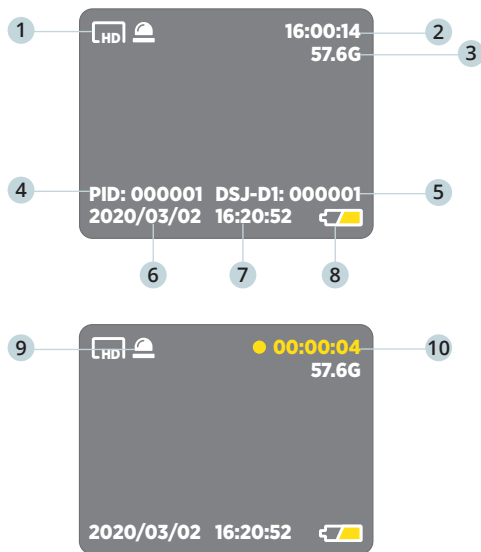 1 HD 16:00:14 2
57.6G 3
4 PID: 000001 DSJ-D1: 000001 5
2020/03/02 16:20:52
6 7 8
9 HD 00:00:04 10
57.6G
2020/03/02 16:20:52